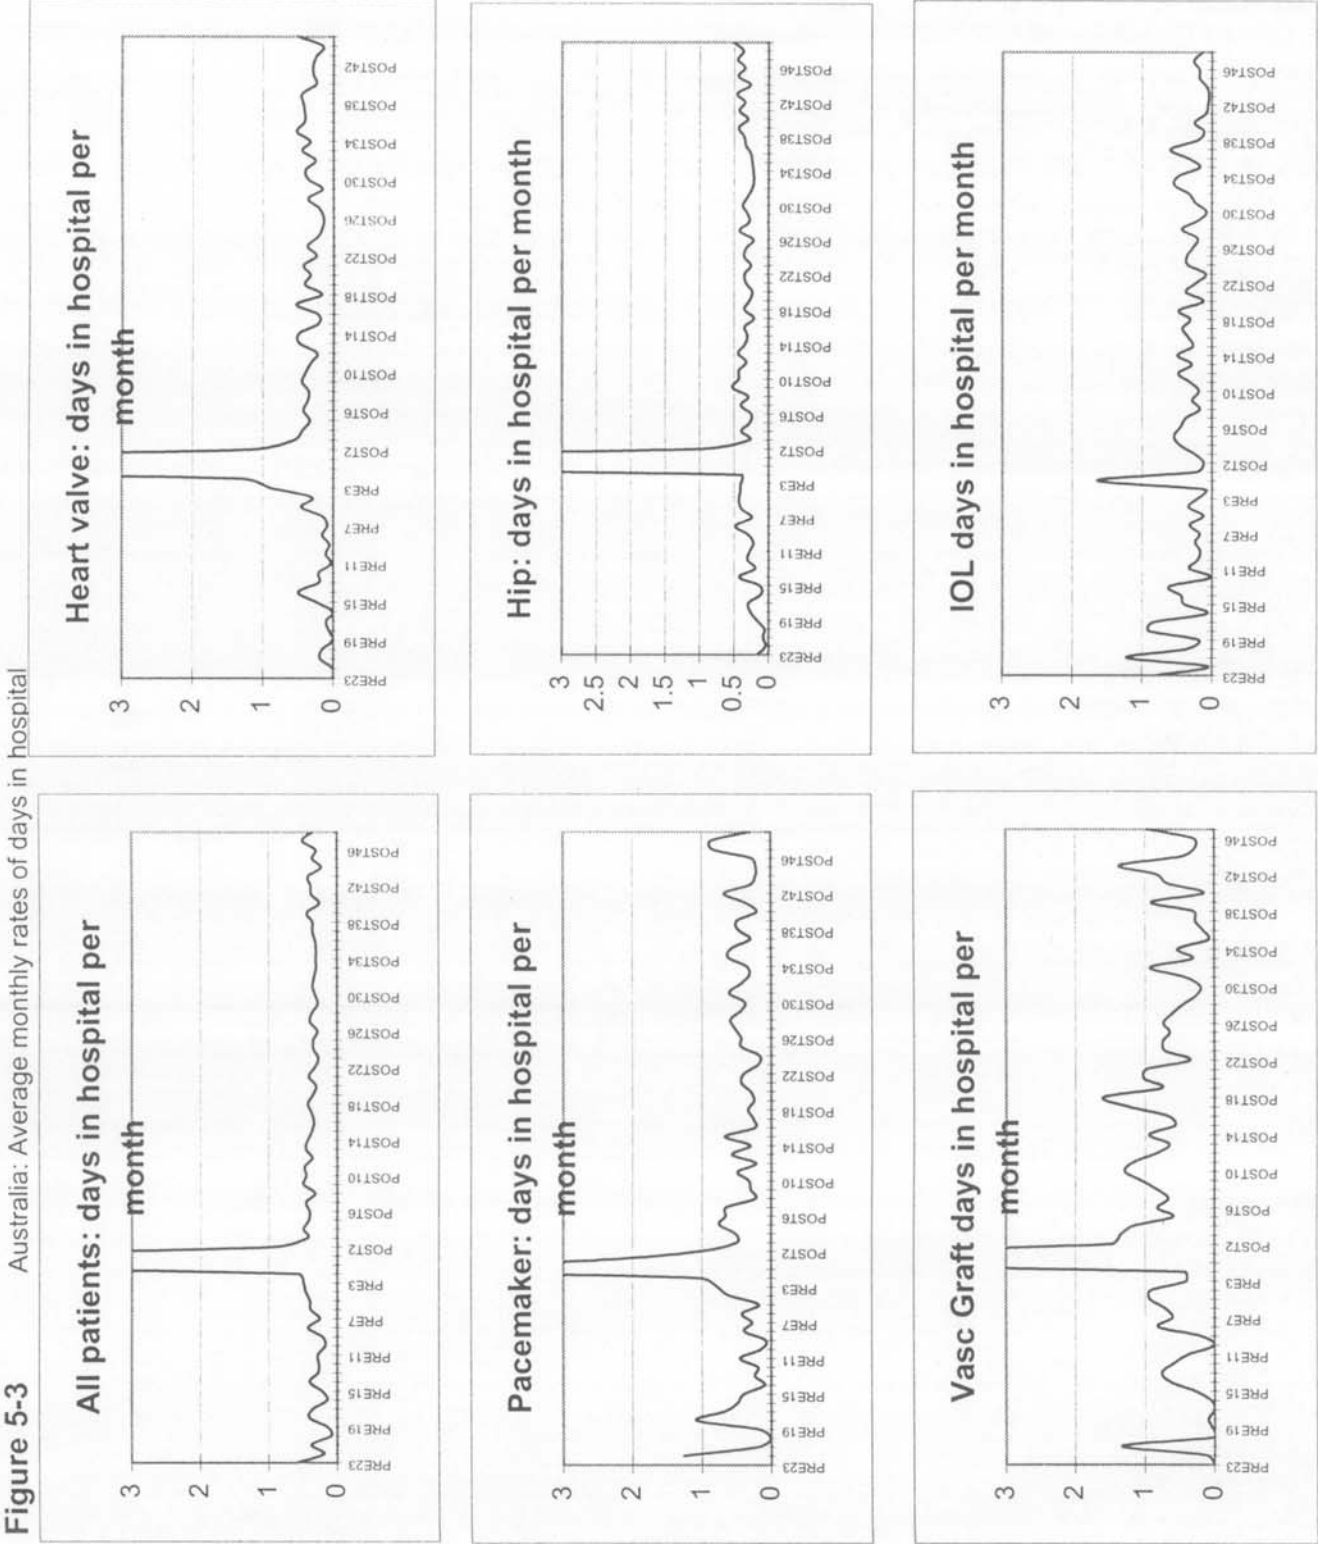 Figure 5-3
Australia: Average monthly rates of days in hospital
All patients: days in hospital per
month
3
2
1
0
PRE23
PRE19
PRE15
PRE11
PRE7
PRE3
POST2
POST6
POST10
POST14
POST18
POST22
POST26
POST30
POST34
POST38
POST42
POST46
Heart valve: days in hospital per
month
3
2
1
0
PRE23
PRE19
PRE15
PRE11
PRE7
PRE3
POST2
POST6
POST10
POST14
POST18
POST22
POST26
POST30
POST34
POST38
POST42
Pacemaker: days in hospital per
month
3
2
1
0
PRE23
PRE19
PRE15
PRE11
PRE7
PRE3
POST2
POST6
POST10
POST14
POST18
POST22
POST26
POST30
POST34
POST38
POST42
POST46
Hip: days in hospital per month
3
2.5
2
1.5
1
0.5
0
PRE23
PRE19
PRE15
PRE11
PRE7
PRE3
POST2
POST6
POST10
POST14
POST18
POST22
POST26
POST30
POST34
POST38
POST42
POST46
Vasc Graft days in hospital per
month
3
2
1
0
PRE23
PRE19
PRE15
PRE11
PRE7
PRE3
POST2
POST6
POST10
POST14
POST18
POST22
POST26
POST30
POST34
POST38
POST42
POST46
IOL days in hospital per month
3
2
1
0
PRE23
PRE19
PRE15
PRE11
PRE7
PRE3
POST2
POST6
POST10
POST14
POST18
POST22
POST26
POST30
POST34
POST38
POST42
POST46